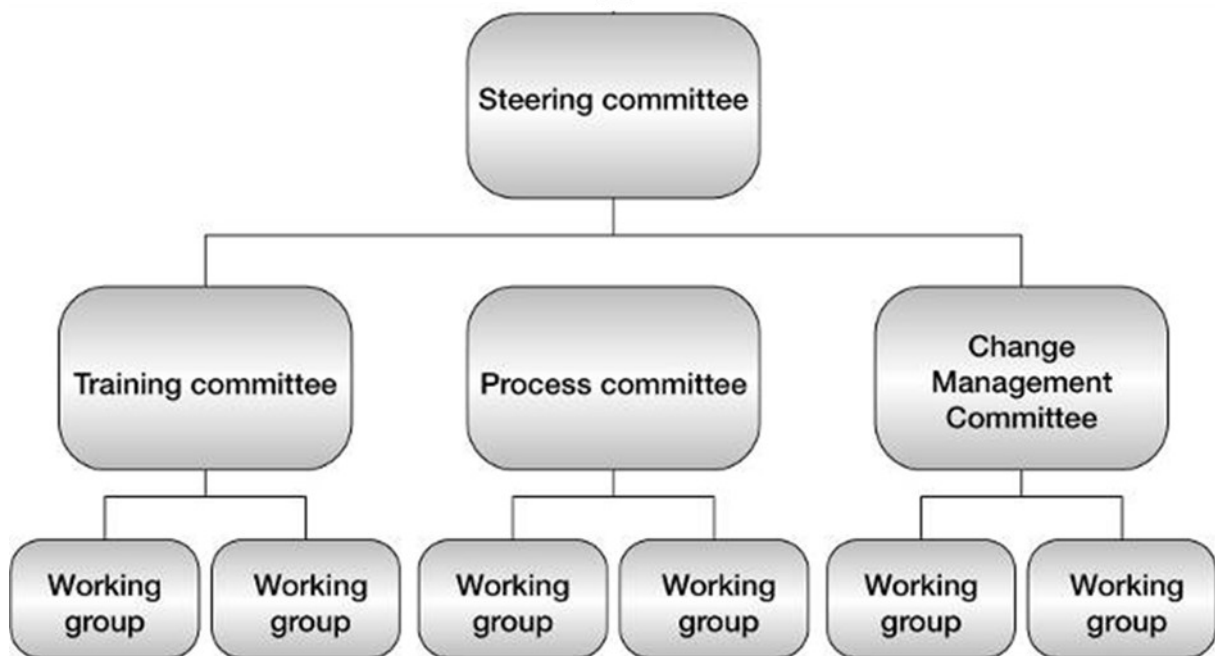 Steering committee
Training committee
Process committee
Change
Management
Committee
Working
group
Working
group
Working
group
Working
group
Working
group
Working
group